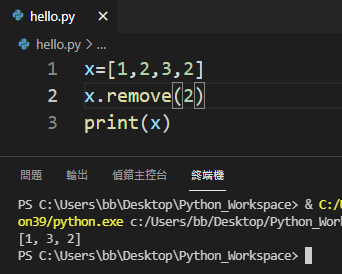 hello.py ×
hello.py > ...
1 x=[1,2,3,2]
2 x.remove(2)
3 print(x)
問題 輸出 偵錯主控台 終端機
PS C:\Users\bb\Desktop\Python_Workspace> & C:/U
on39/python.exe c:/Users/bb/Desktop/Python_Wor
[1, 3, 2]
PS C:\Users\bb\Desktop\Python_Workspace>